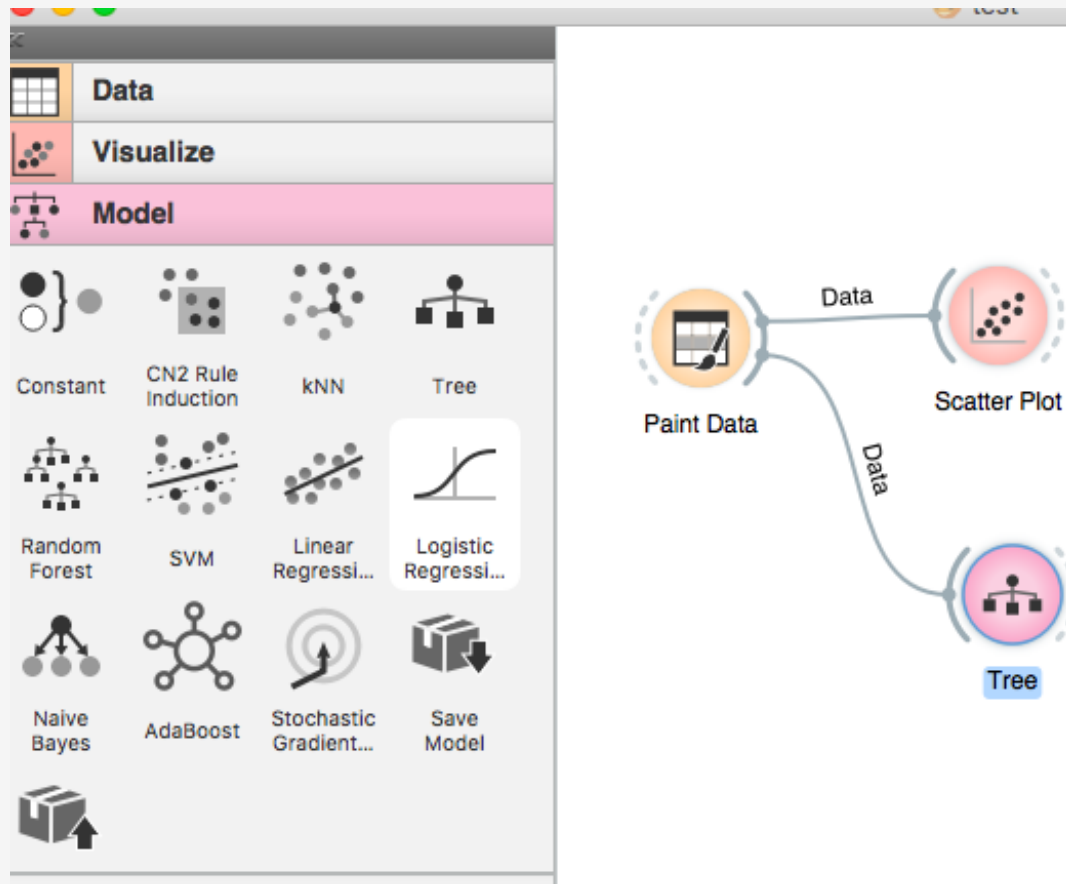 test
Data
Visualize
Model
Constant
CN2 Rule
Induction
kNN
Tree
Random
Forest
SVM
Linear
Regressi...
Logistic
Regressi...
Naive
Bayes
AdaBoost
Stochastic
Gradient...
Save
Model
Data
Paint Data
Scatter Plot
Data
Tree